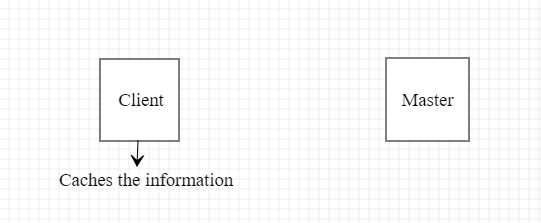 Client
Master
Caches the information